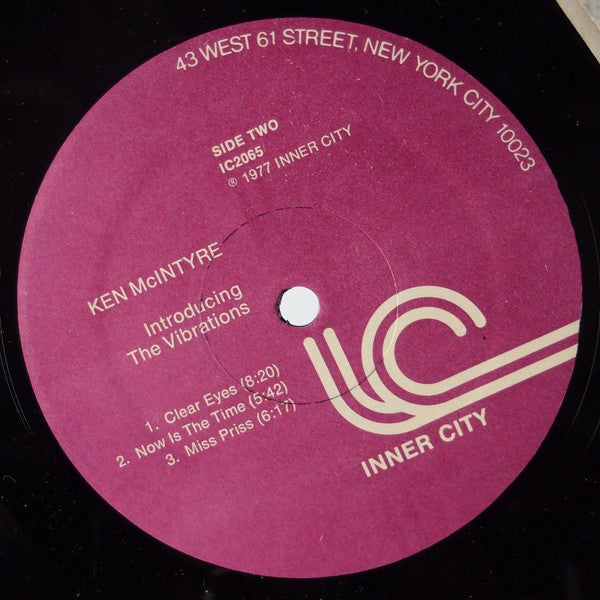 43 WEST 61 STREET, NEW YORK CITY 10023
SIDE TWO
IC2065
℗ 1977 INNER CITY
KEN McINTYRE
Introducing
The Vibrations
1. Clear Eyes (8:20)
2. Now Is The Time (5:42)
3. Miss Priss (6:17)
IC
INNER CITY